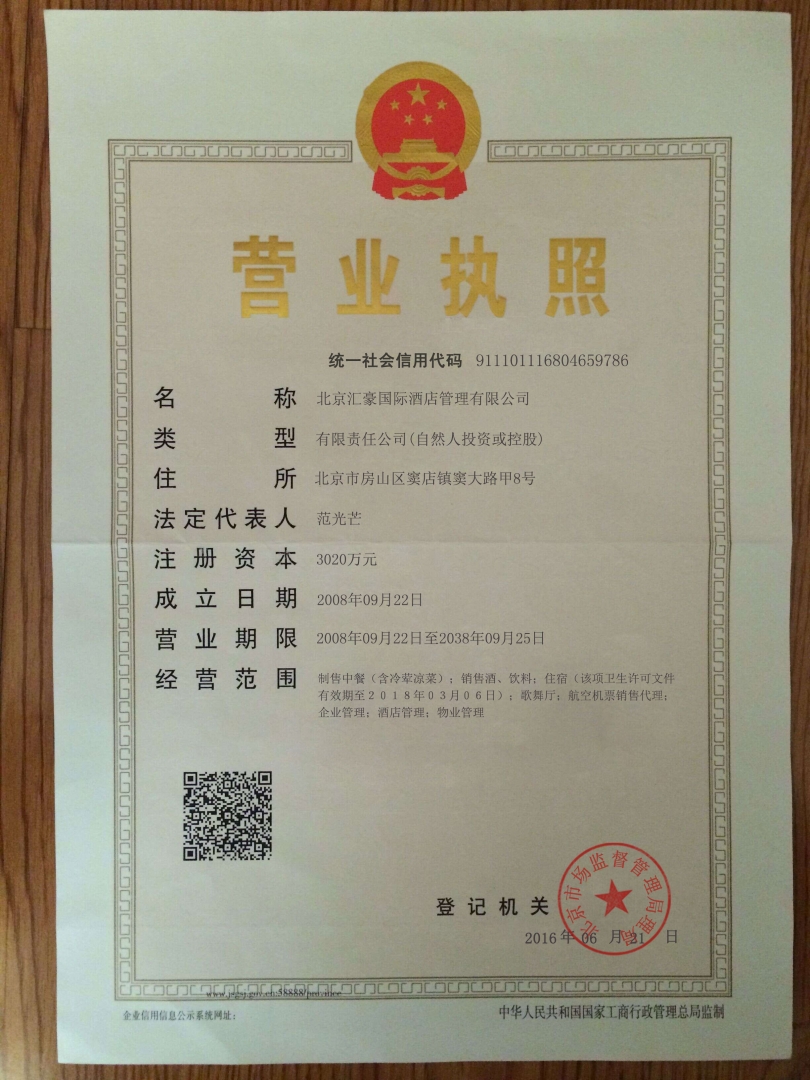 营业执照
统一社会信用代码 911101116804659786
名称 北京汇豪国际酒店管理有限公司
类型 有限责任公司(自然人投资或控股)
住所 北京市房山区窦店镇窦大路甲8号
法定代表人 范光芒
注册资本 3020万元
成立日期 2008年09月22日
营业期限 2008年09月22日至2038年09月25日
经营范围 制售中餐（含冷荤凉菜）；销售酒、饮料；住宿（该项卫生许可文件
有效期至2018年03月06日）；歌舞厅；航空机票销售代理；
企业管理；酒店管理；物业管理
北京市场监督管理局
登记机关
2016年06月21日
企业信用信息公示系统网址：
中华人民共和国国家工商行政管理总局监制